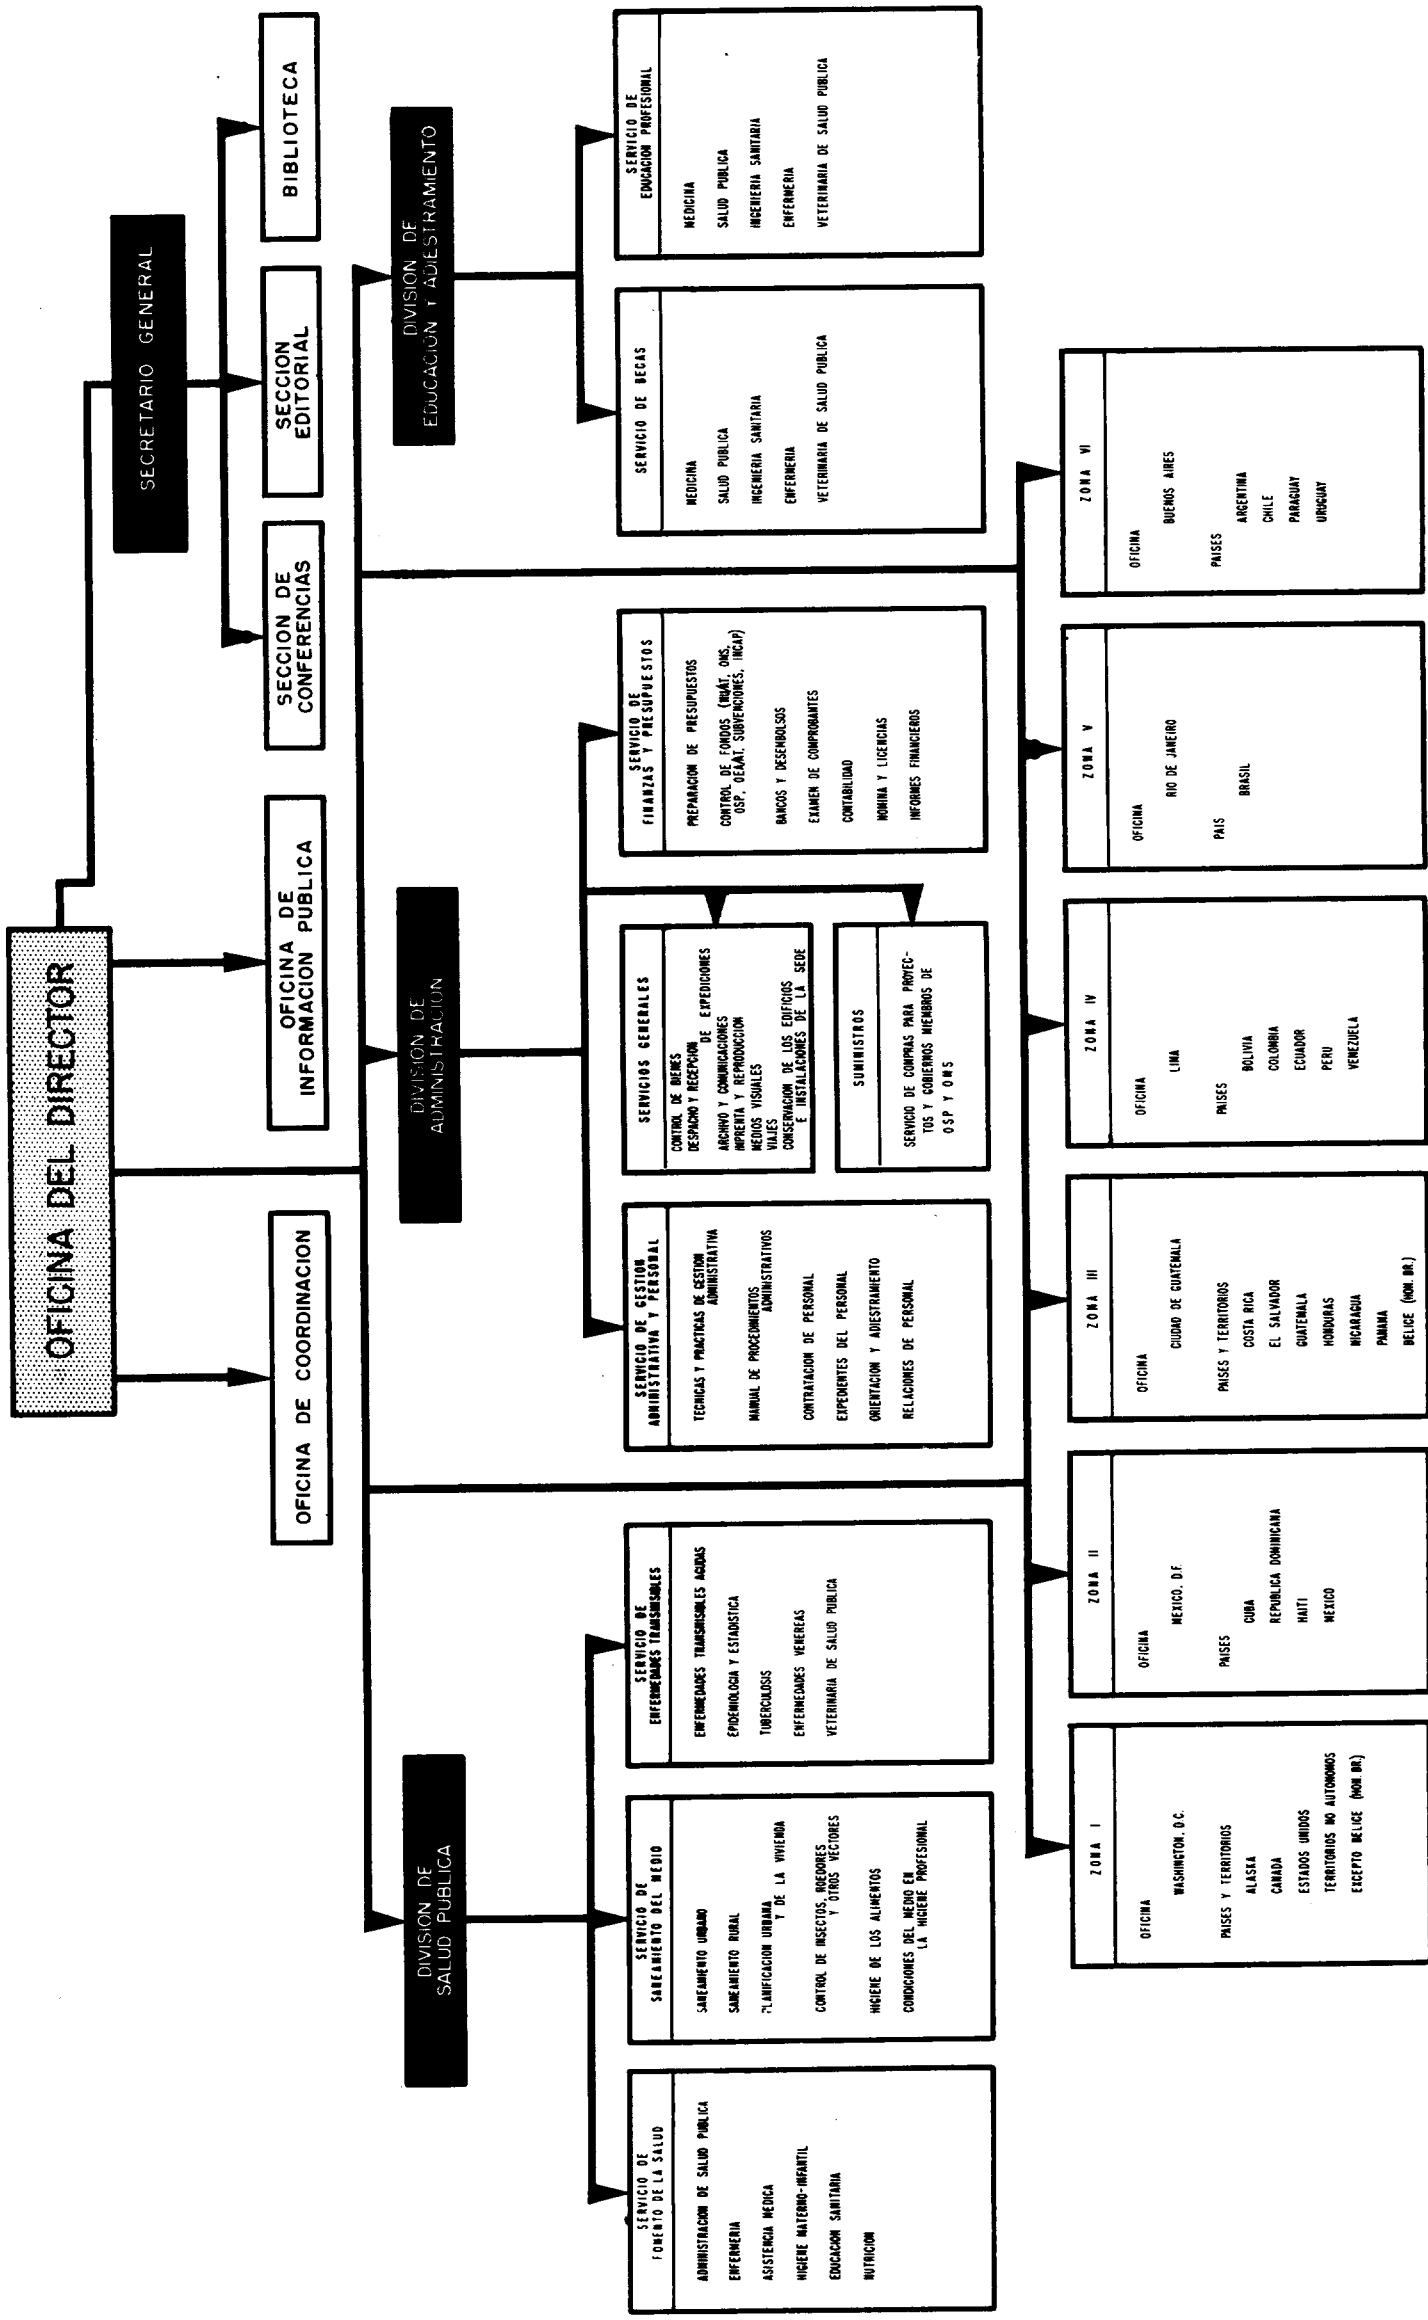 OFICINA DEL DIRECTOR
SECRETARIO GENERAL
OFICINA DE COORDINACION
OFICINA DE
INFORMACION PUBLICA
SECCION DE
CONFERENCIAS
SECCION
EDITORIAL
BIBLIOTECA
DIVISION DE
SALUD PUBLICA
DIVISION DE
ADMINISTRACION
DIVISION DE
EDUCACION Y ADIESTRAMIENTO
SERVICIO DE
FOMENTO DE LA SALUD
ADMINISTRACION DE SALUD PUBLICA
ENFERMERIA
ASISTENCIA MEDICA
HIGIENE MATERNO-INFANTIL
EDUCACION SANITARIA
NUTRICION
SERVICIO DE
SANEAMIENTO DEL MEDIO
SANEAMIENTO URBANO
SANEAMIENTO RURAL
PLANIFICACION URBANA
Y DE LA VIVIENDA
CONTROL DE INSECTOS, ROEDORES
Y OTROS VECTORES
HIGIENE DE LOS ALIMENTOS
CONDICIONES DEL MEDIO EN
LA HIGIENE PROFESIONAL
SERVICIO DE
ENFERMEDADES TRANSMISIBLES
ENFERMEDADES TRANSMISIBLES AGUDAS
EPIDEMIOLOGIA Y ESTADISTICA
TUBERCULOSIS
ENFERMEDADES VENEREAS
VETERINARIA DE SALUD PUBLICA
SERVICIO DE GESTION
ADMINISTRATIVA Y PERSONAL
TECNICAS Y PRACTICAS DE GESTION
ADMINISTRATIVA
MANUAL DE PROCEDIMIENTOS
ADMINISTRATIVOS
CONTRATACION DE PERSONAL
EXPEDIENTES DEL PERSONAL
ORIENTACION Y ADIESTRAMIENTO
RELACIONES DE PERSONAL
SERVICIOS GENERALES
CONTROL DE BIENES
DESPACHO Y RECEPCION
DE EXPEDICIONES
ARCHIVO Y COMUNICACIONES
IMPRENTA Y REPRODUCCION
MEDIOS VISUALES
VIAJES
CONSERVACION DE LOS EDIFICIOS
E INSTALACIONES DE LA SEDE
SUMINISTROS
SERVICIO DE COMPRAS PARA PROYEC-
TOS Y GOBIERNOS MIEMBROS DE
OSP Y OMS
SERVICIO DE
FINANZAS Y PRESUPUESTOS
PREPARACION DE PRESUPUESTOS
CONTROL DE FONDOS (NU/AT, OMS,
OSP, OEA/AT, SUBVENCIONES, INCAP)
BANCOS Y DESEMBOLSOS
EXAMEN DE COMPROBANTES
CONTABILIDAD
NOMINA Y LICENCIAS
INFORMES FINANCIEROS
SERVICIO DE BECAS
MEDICINA
SALUD PUBLICA
INGENIERIA SANITARIA
ENFERMERIA
VETERINARIA DE SALUD PUBLICA
SERVICIO DE
EDUCACION PROFESIONAL
MEDICINA
SALUD PUBLICA
INGENIERIA SANITARIA
ENFERMERIA
VETERINARIA DE SALUD PUBLICA
ZONA I
OFICINA
WASHINGTON, D.C.
PAISES Y TERRITORIOS
ALASKA
CANADA
ESTADOS UNIDOS
TERRITORIOS NO AUTONOMOS
EXCEPTO BELICE (HON. BR.)
ZONA II
OFICINA
MEXICO, D.F.
PAISES
CUBA
REPUBLICA DOMINICANA
HAITI
MEXICO
ZONA III
OFICINA
CIUDAD DE GUATEMALA
PAISES Y TERRITORIOS
COSTA RICA
EL SALVADOR
GUATEMALA
HONDURAS
NICARAGUA
PANAMA
BELICE (HON. BR.)
ZONA IV
OFICINA
LIMA
PAISES
BOLIVIA
COLOMBIA
ECUADOR
PERU
VENEZUELA
ZONA V
OFICINA
RIO DE JANEIRO
PAIS
BRASIL
ZONA VI
OFICINA
BUENOS AIRES
PAISES
ARGENTINA
CHILE
PARAGUAY
URUGUAY